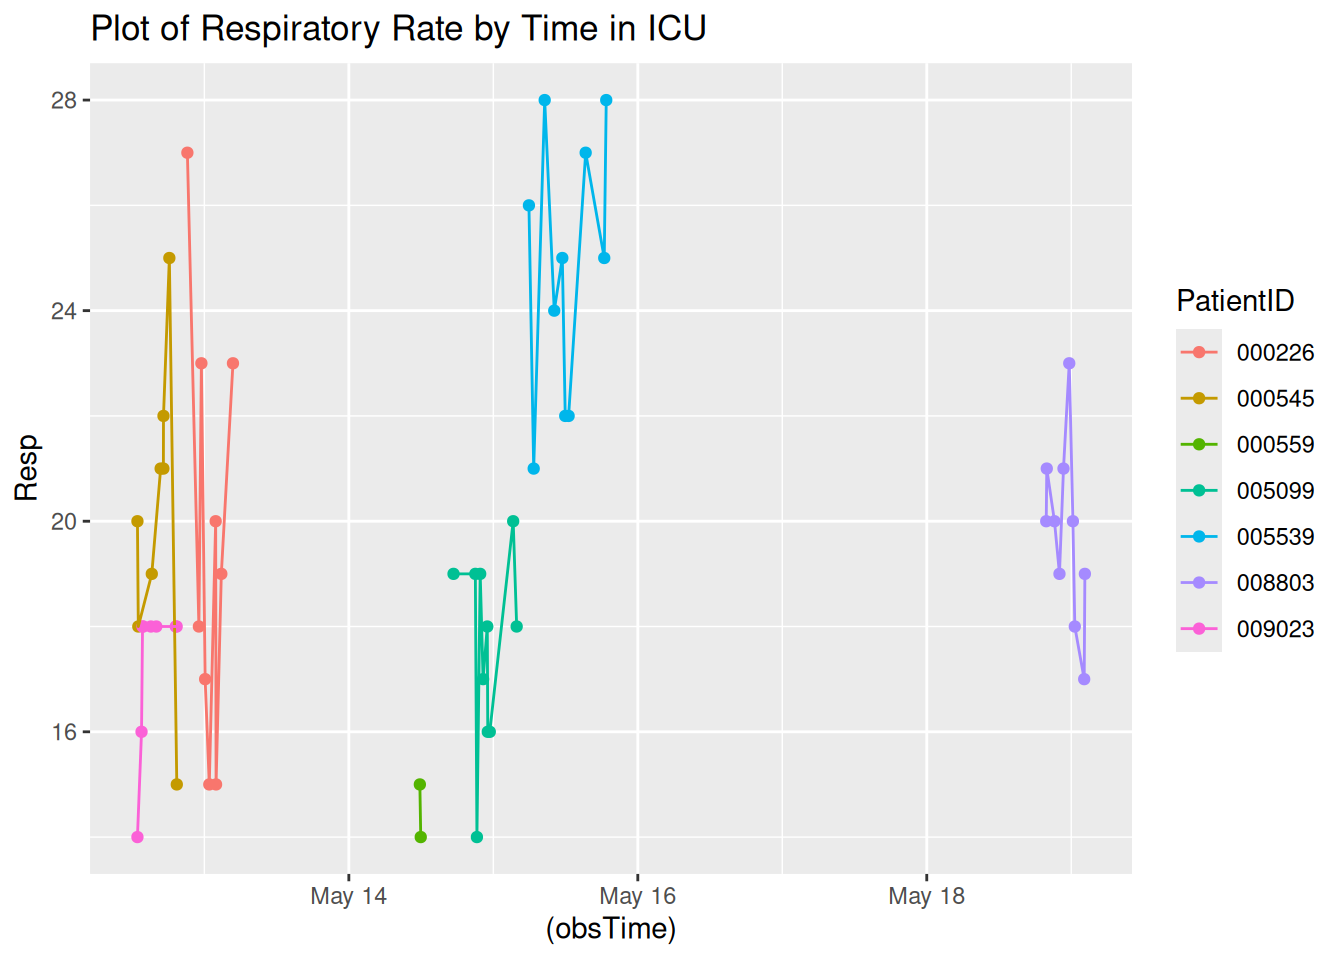 Plot of Respiratory Rate by Time in ICU
28
24
20
16
Resp
May 14
May 16
May 18
(obsTime)
PatientID
000226
000545
000559
005099
005539
008803
009023